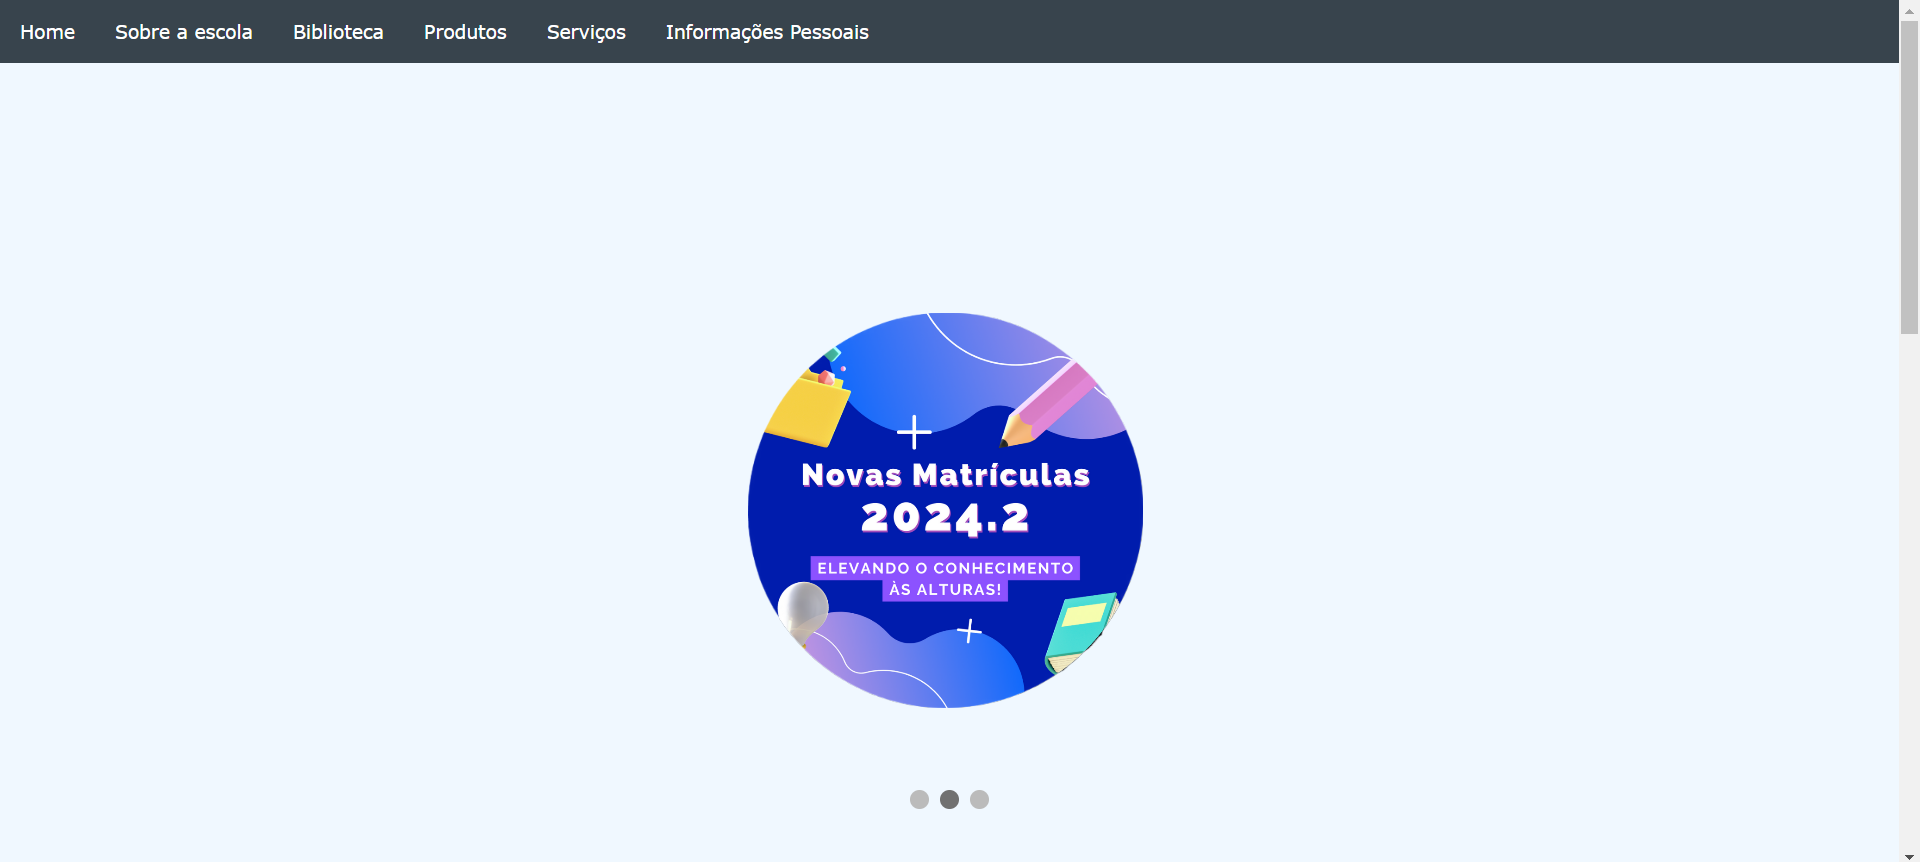 Home Sobre a escola Biblioteca Produtos Serviços Informações Pessoais
Novas Matrículas
2024.2
ELEVANDO O CONHECIMENTO
ÀS ALTURAS!